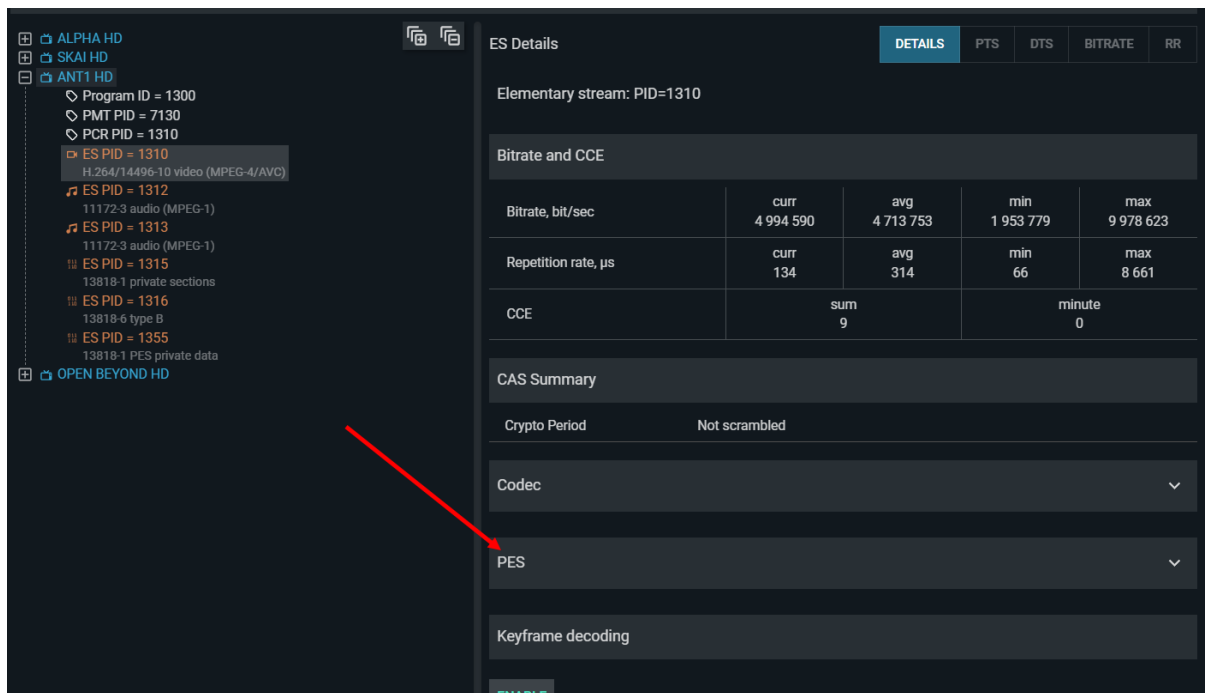 ALPHA HD
SKAI HD
ANT1 HD
Program ID = 1300
PMT PID = 7130
PCR PID = 1310
ES PID = 1310
H.264/14496-10 video (MPEG-4/AVC)
ES PID = 1312
11172-3 audio (MPEG-1)
ES PID = 1313
11172-3 audio (MPEG-1)
ES PID = 1315
13818-1 private sections
ES PID = 1316
13818-6 type B
ES PID = 1355
13818-1 PES private data
OPEN BEYOND HD
ES Details DETAILS PTS DTS BITRATE RR
Elementary stream: PID=1310
Bitrate and CCE
curr avg min max
Bitrate, bit/sec
4 994 590 4 713 753 1 953 779 9 978 623
curr avg min max
Repetition rate, µs
134 314 66 8 661
sum minute
CCE
9 0
CAS Summary
Crypto Period Not scrambled
Codec
PES
Keyframe decoding
ENABLE